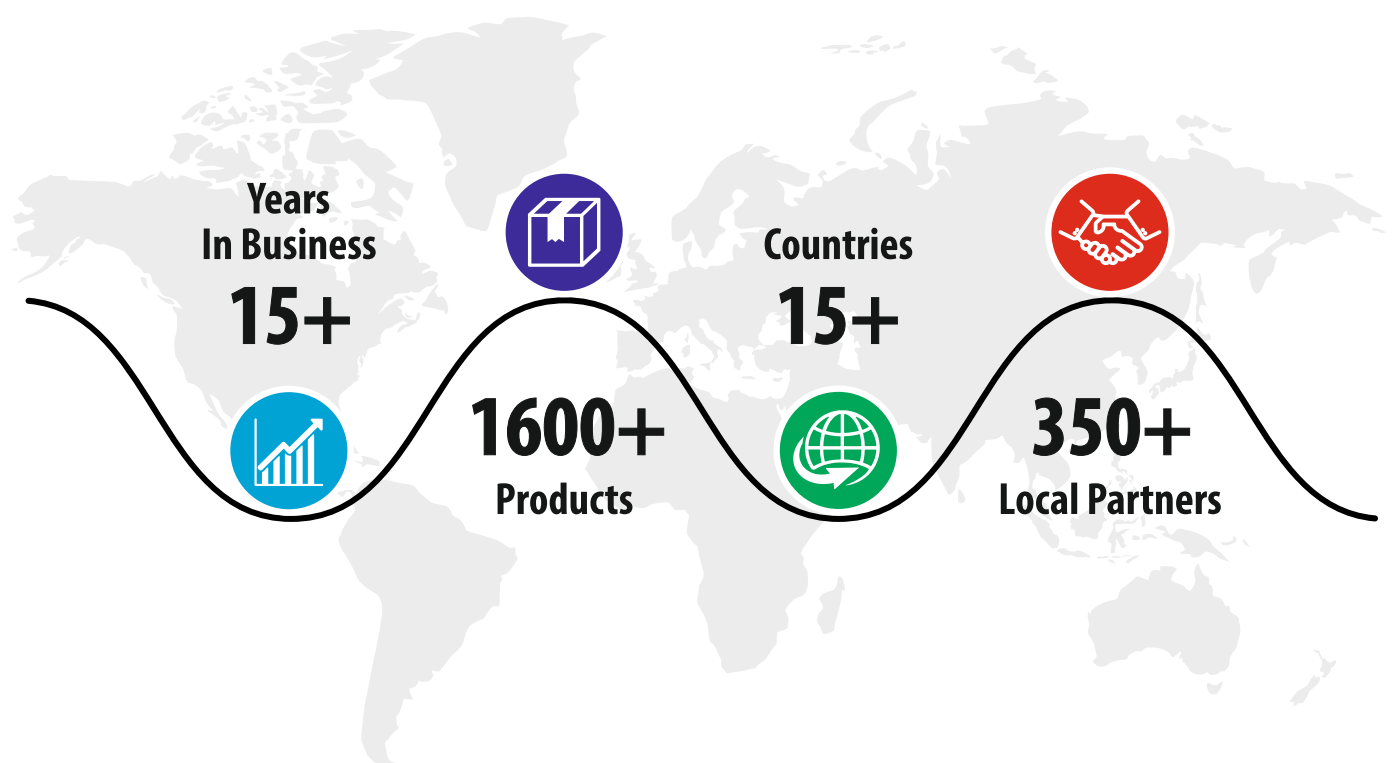 Years
In Business
15+
1600+
Products
Countries
15+
350+
Local Partners